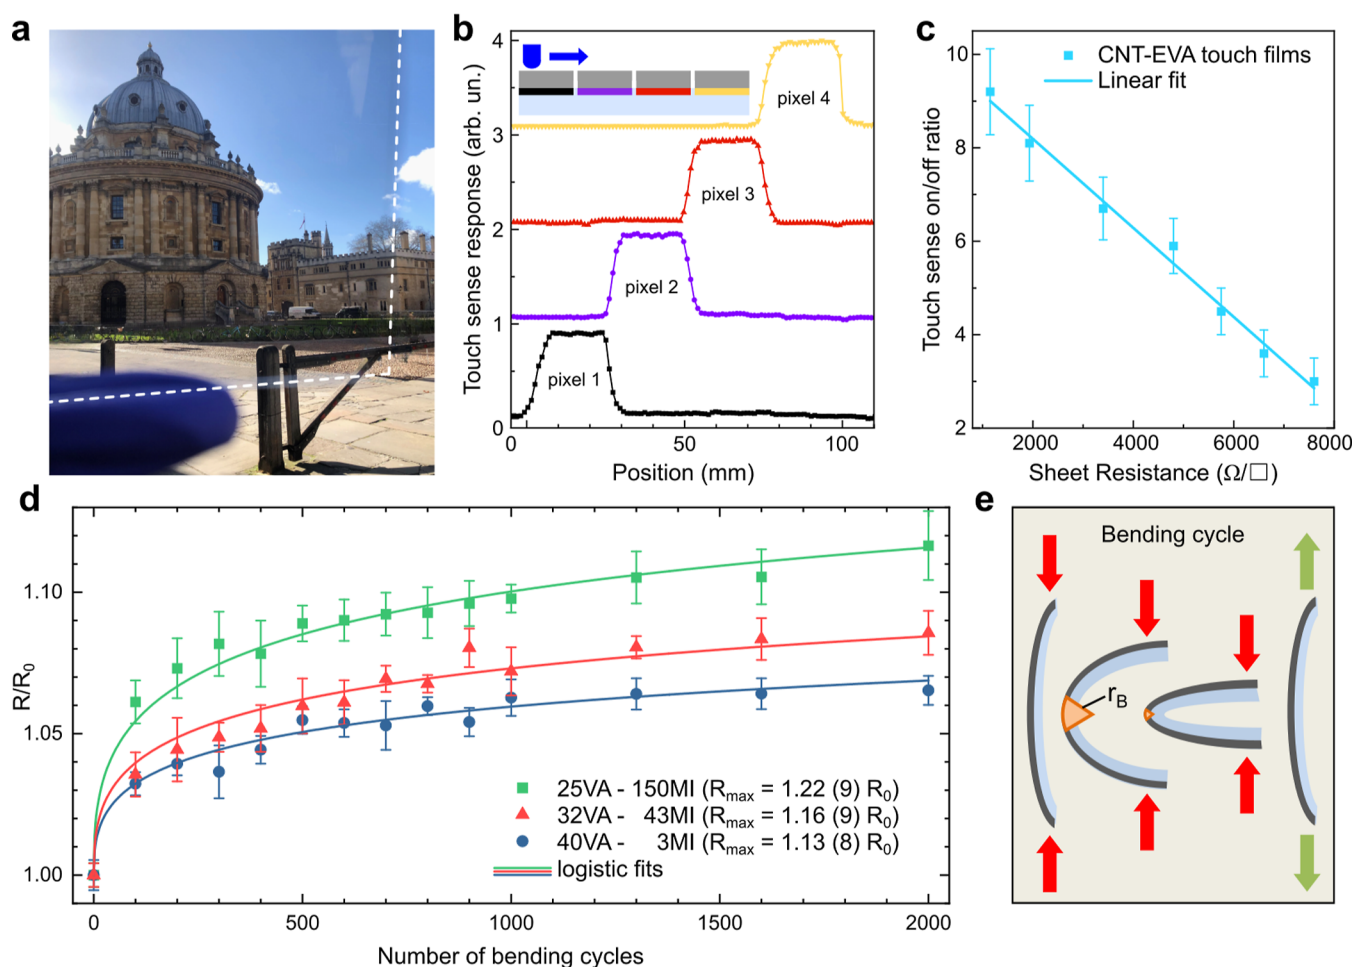 a
b
4
3
2
1
0
Touch sense response (arb. un.)
pixel 1
pixel 2
pixel 3
pixel 4
0
50
100
Position (mm)
c
10
8
6
4
2
Touch sense on/off ratio
CNT-EVA touch films
Linear fit
2000
4000
6000
8000
Sheet Resistance (Ω/□)
d
1.10
1.05
1.00
R/R₀
25VA - 150MI (Rmax = 1.22 (9) R₀)
32VA - 43MI (Rmax = 1.16 (9) R₀)
40VA - 3MI (Rmax = 1.13 (8) R₀)
logistic fits
0
500
1000
1500
2000
Number of bending cycles
e
Bending cycle
rB